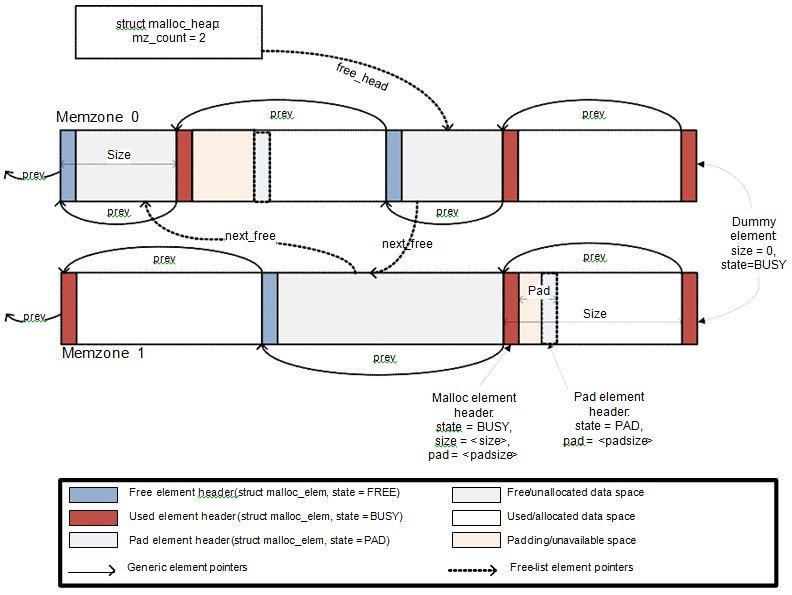 struct malloc_heap:
mz_count = 2
free_head
Memzone 0
prev
prev
Size
prev
prev
prev
next_free
next_free
Dummy
element
size = 0,
state=BUSY
prev
prev
Pad
Size
prev
Memzone 1
prev
Malloc element
header:
state = BUSY,
size = <size>,
pad = <padsize>
Pad element
header:
state = PAD,
pad = <padsize>
Free element header(struct malloc_elem, state = FREE)
Free/unallocated data space
Used element header(struct malloc_elem, state = BUSY)
Used/allocated data space
Pad element header(struct malloc_elem, state = PAD)
Padding/unavailable space
Generic element pointers
Free-list element pointers